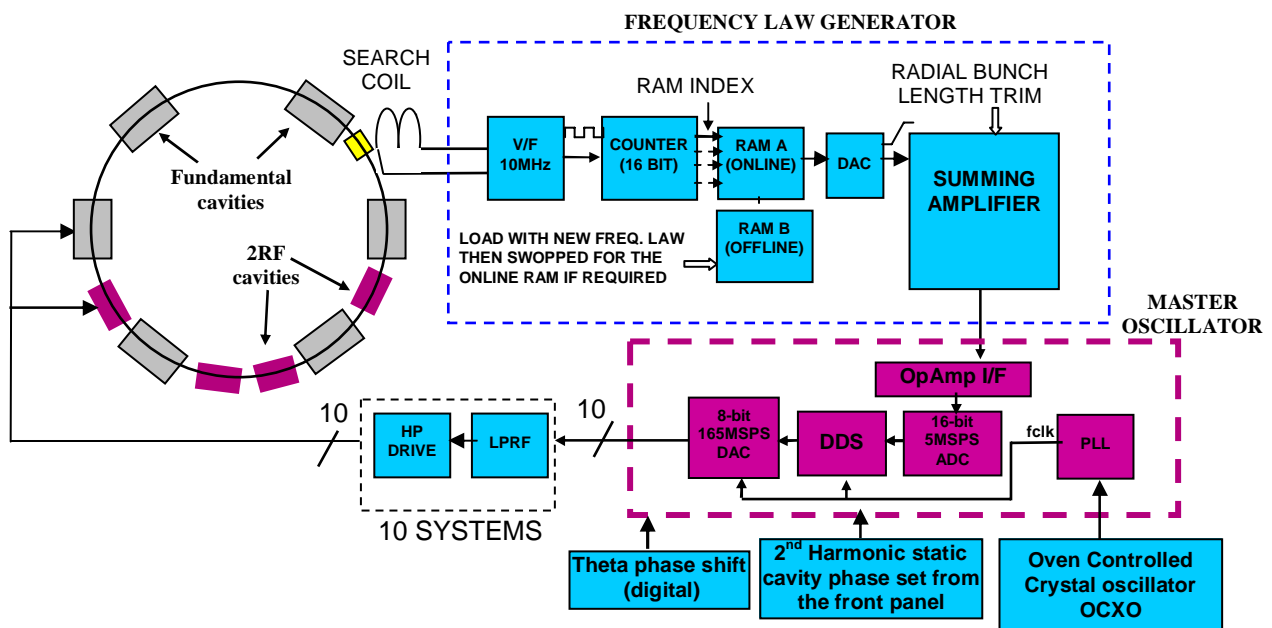 FREQUENCY LAW GENERATOR
SEARCH
COIL
RAM INDEX
RADIAL BUNCH
LENGTH TRIM
V/F
10MHz
COUNTER
(16 BIT)
RAM A
(ONLINE)
DAC
SUMMING
AMPLIFIER
Fundamental
cavities
RAM B
(OFFLINE)
LOAD WITH NEW FREQ. LAW
THEN SWOPPED FOR THE
ONLINE RAM IF REQUIRED
2RF
cavities
MASTER
OSCILLATOR
OpAmp I/F
10
10
HP
DRIVE
LPRF
8-bit
165MSPS
DAC
DDS
16-bit
5MSPS
ADC
fclk
PLL
10 SYSTEMS
Theta phase shift
(digital)
2nd Harmonic static
cavity phase set from
the front panel
Oven Controlled
Crystal oscillator
OCXO